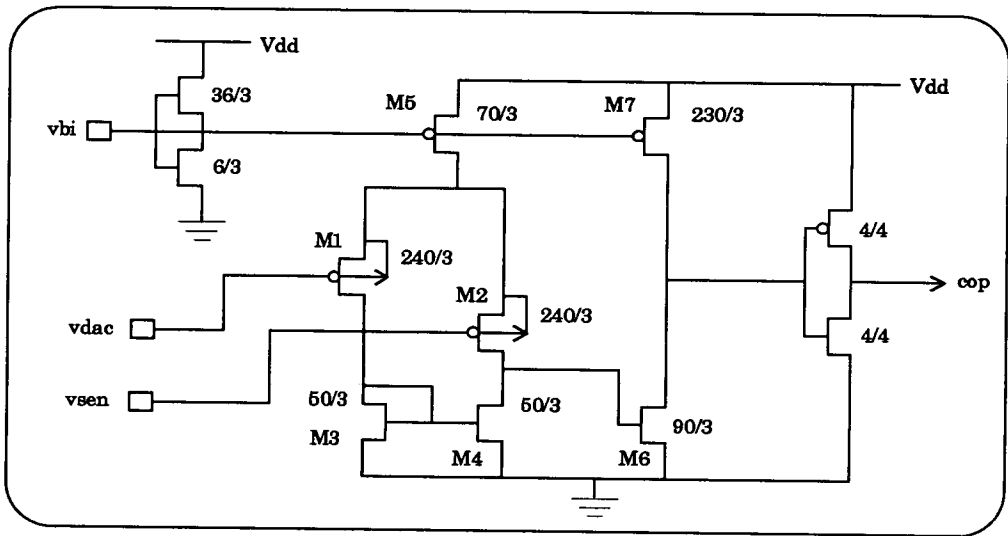 Vdd
36/3
vbi
6/3
M5
70/3
M7
230/3
Vdd
M1
240/3
M2
240/3
4/4
cop
4/4
vdac
vsen
50/3
M3
50/3
M4
90/3
M6